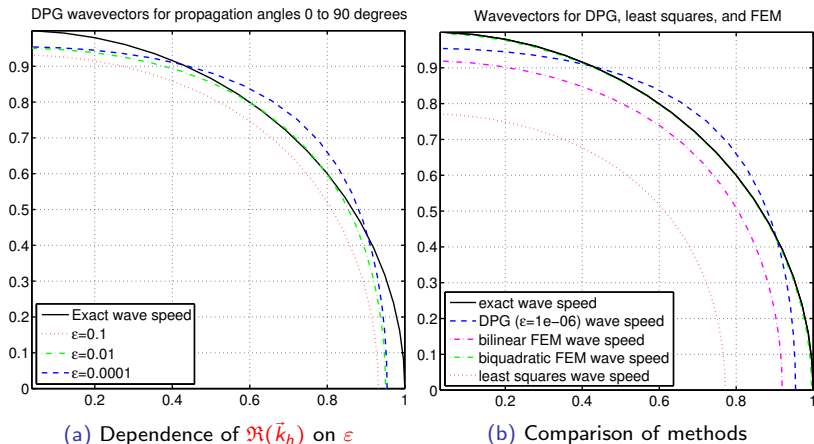 DPG wavevectors for propagation angles 0 to 90 degrees
0.9
0.8
0.7
0.6
0.5
0.4
0.3
0.2
0.1
0
0.2
0.4
0.6
0.8
1
Exact wave speed
ε=0.1
ε=0.01
ε=0.0001
(a) Dependence of ℜ(k⃗_h) on ε
Wavevectors for DPG, least squares, and FEM
0.9
0.8
0.7
0.6
0.5
0.4
0.3
0.2
0.1
0
0.2
0.4
0.6
0.8
1
exact wave speed
DPG (ε=1e−06) wave speed
bilinear FEM wave speed
biquadratic FEM wave speed
least squares wave speed
(b) Comparison of methods